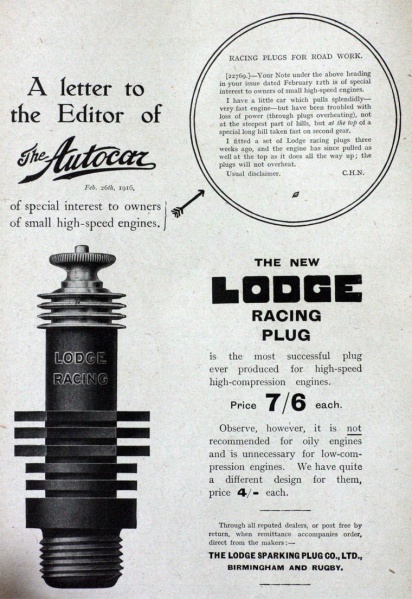 A letter to
the Editor of
The Autocar
Feb. 26th, 1916,
of special interest to owners
of small high-speed engines.
RACING PLUGS FOR ROAD WORK.
[22769.]—Your Note under the above heading
in your issue dated February 12th is of special
interest to owners of small high-speed engines.
I have a little car which pulls splendidly—
very fast engine—but have been troubled with
loss of power (through plugs overheating), not
at the steepest part of hills, but at the top of a
special long hill taken fast on second gear.
I fitted a set of Lodge racing plugs three
weeks ago, and the engine has since pulled as
well at the top as it does all the way up; the
plugs will not overheat.
Usual disclaimer. C.H.N.
LODGE
RACING
THE NEW
LODGE
RACING
PLUG
is the most successful plug
ever produced for high-speed
high-compression engines.
Price 7/6 each.
Observe, however, it is not
recommended for oily engines
and is unnecessary for low-com-
pression engines. We have quite
a different design for them,
price 4/- each.
Through all reputed dealers, or post free by
return, when remittance accompanies order,
direct from the makers:—
THE LODGE SPARKING PLUG CO., LTD.,
BIRMINGHAM AND RUGBY.